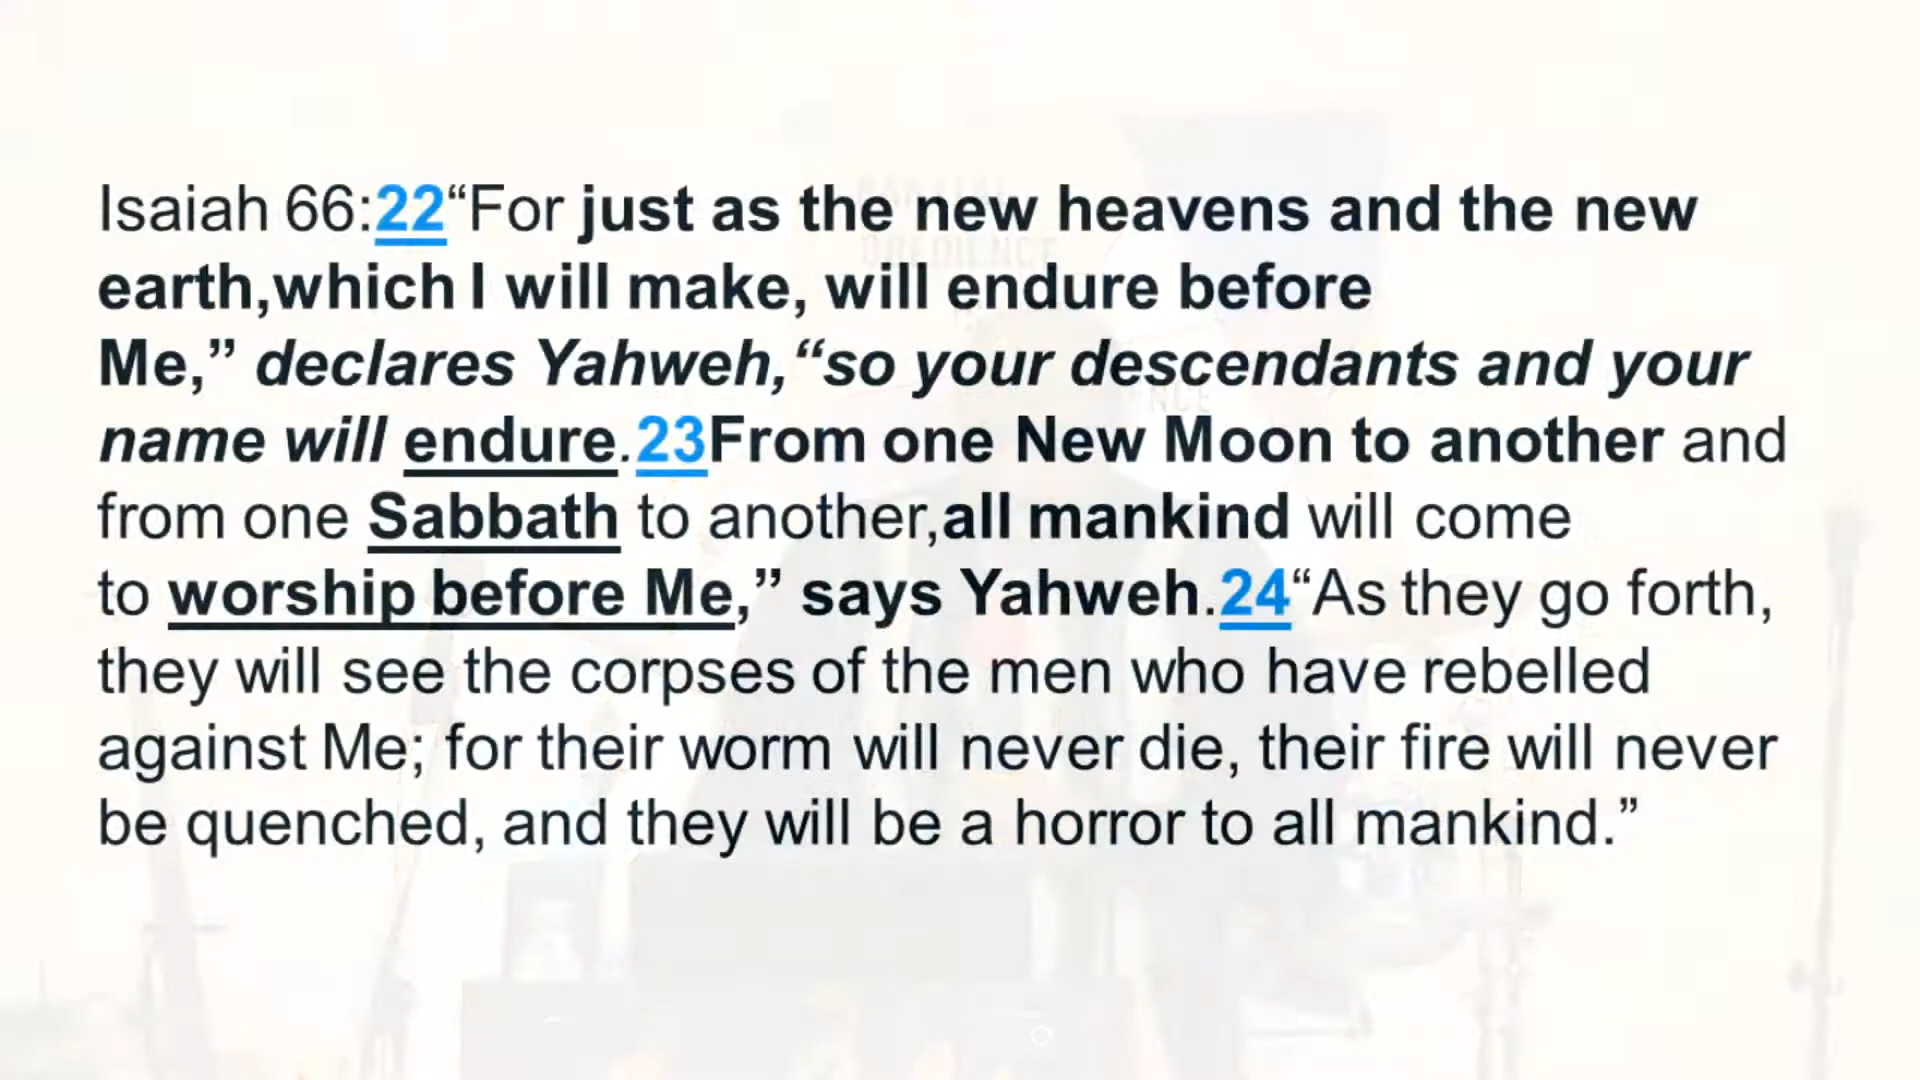 Isaiah 66:22“For just as the new heavens and the new
earth,which I will make, will endure before
Me,” declares Yahweh,“so your descendants and your
name will endure.23From one New Moon to another and
from one Sabbath to another,all mankind will come
to worship before Me,” says Yahweh.24“As they go forth,
they will see the corpses of the men who have rebelled
against Me; for their worm will never die, their fire will never
be quenched, and they will be a horror to all mankind.”